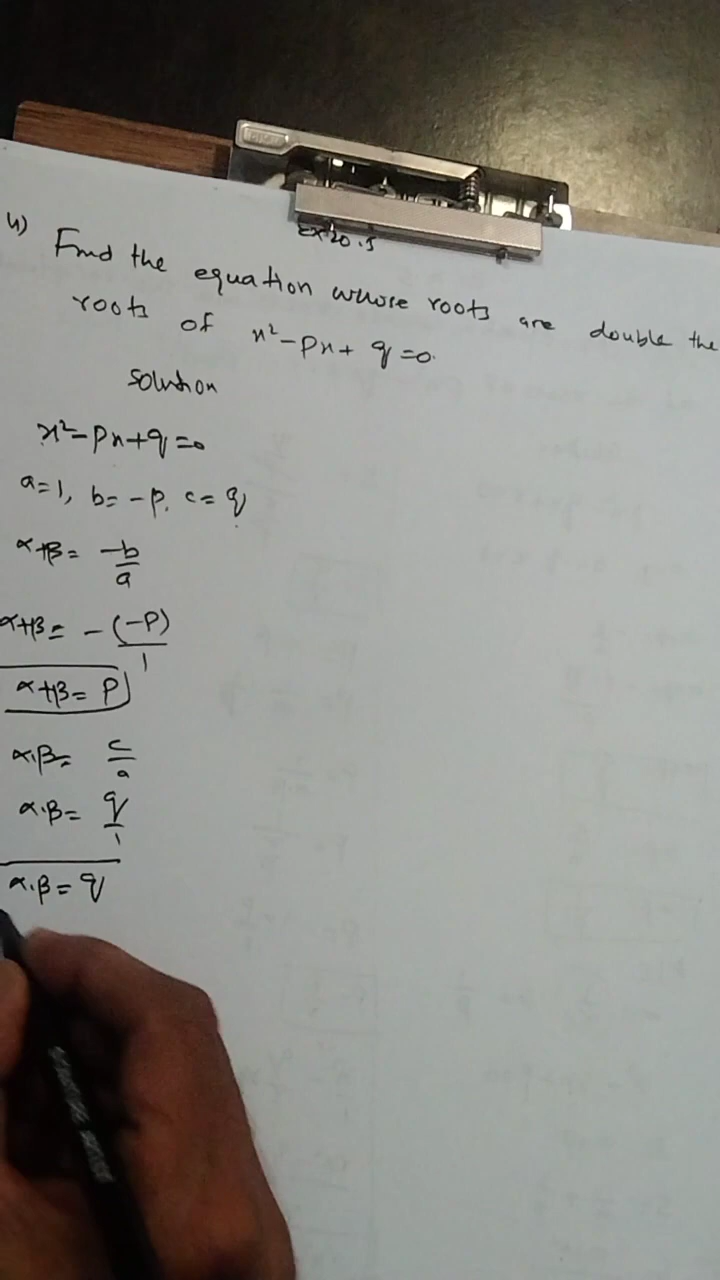 Ex 20.5
4) Find the equation whose roots are double the
roots of x²-px+q=0.
Solution
x²-px+q=0
a=1, b=-p, c=q
α+β= -b/a
α+β= -(-p)/1
α+β= p
α.β= c/a
α.β= q/1
α.β=q